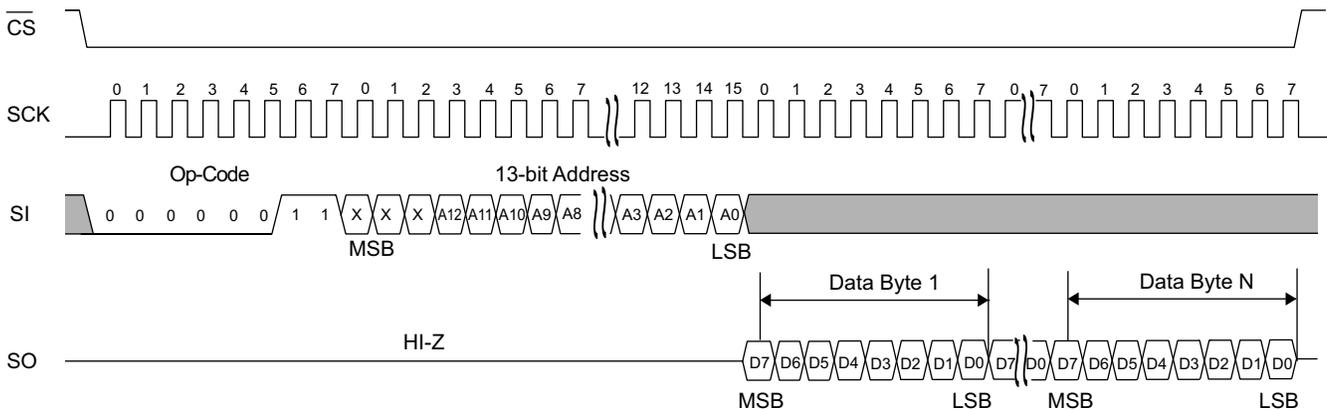 CS
0 1 2 3 4 5 6 7 0 1 2 3 4 5 6 7 12 13 14 15 0 1 2 3 4 5 6 7 0 7 0 1 2 3 4 5 6 7
SCK
Op-Code 13-bit Address
SI 0 0 0 0 0 0 1 1 X X X A12 A11 A10 A9 A8 A3 A2 A1 A0
MSB LSB
Data Byte 1 Data Byte N
HI-Z
SO D7 D6 D5 D4 D3 D2 D1 D0 D7 D0 D7 D6 D5 D4 D3 D2 D1 D0
MSB LSB MSB LSB